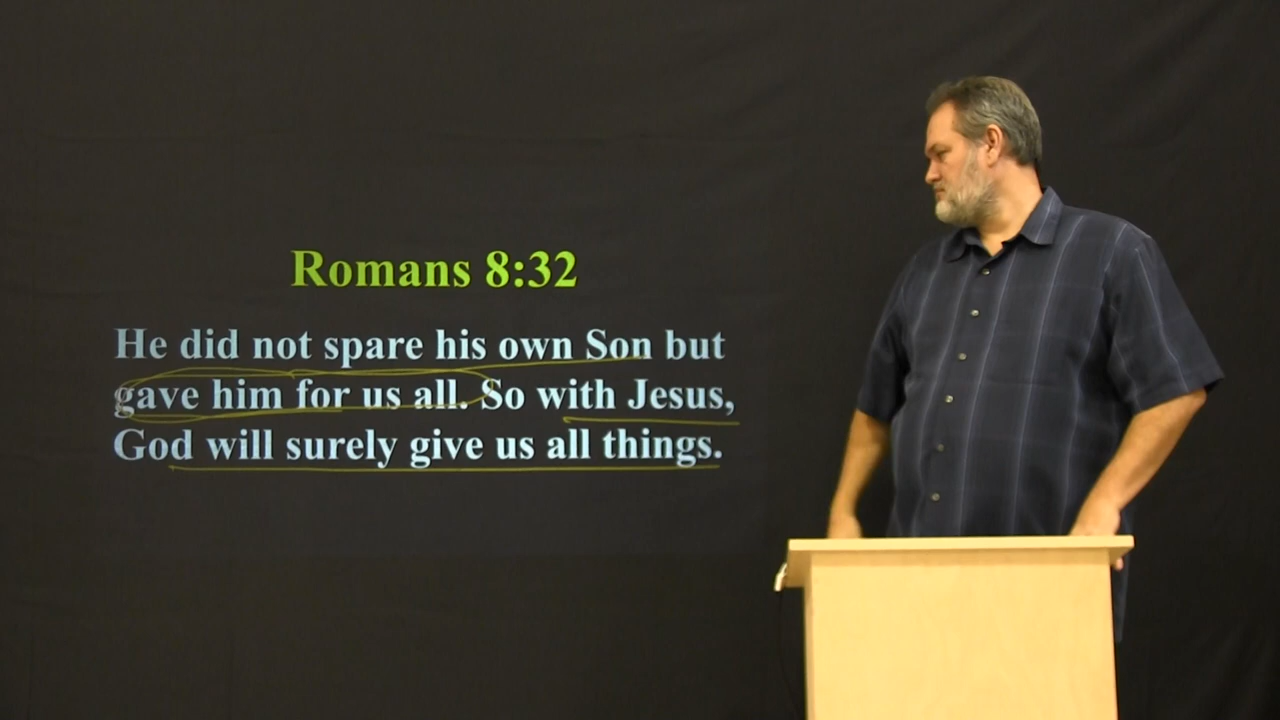 Romans 8:32
He did not spare his own Son but
gave him for us all. So with Jesus,
God will surely give us all things.